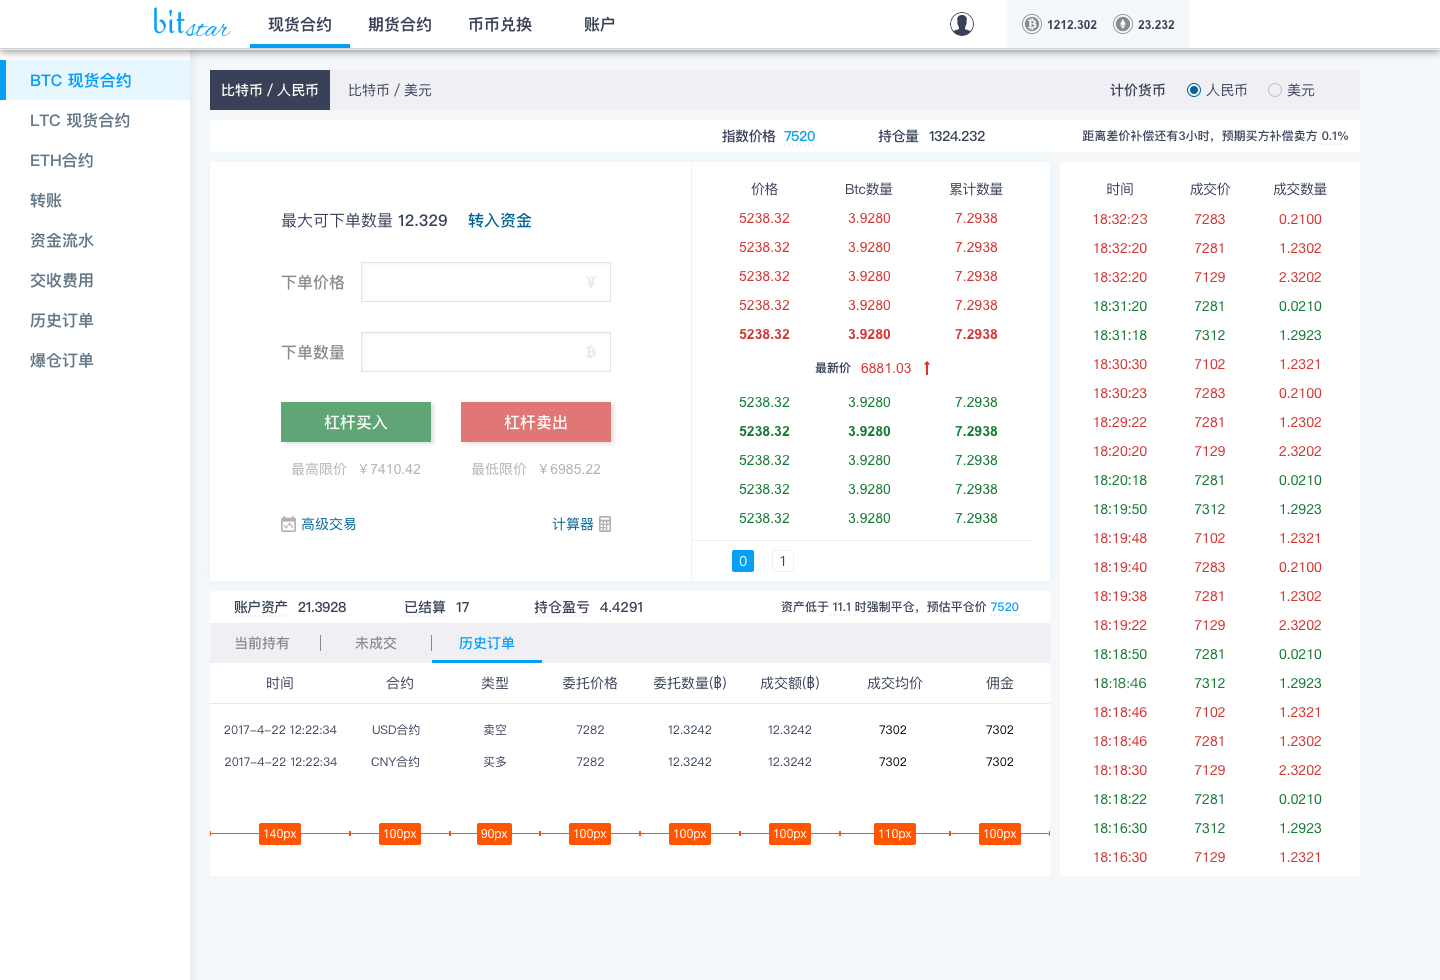 bitstar 现货合约 期货合约 币币兑换 账户 1212.302 23.232
BTC 现货合约
LTC 现货合约
ETH合约
转账
资金流水
交收费用
历史订单
爆仓订单
比特币 / 人民币 比特币 / 美元 计价货币 人民币 美元
指数价格 7520 持仓量 1324.232 距离差价补偿还有3小时，预期买方补偿卖方 0.1%
最大可下单数量 12.329 转入资金
下单价格 ¥
下单数量 B
杠杆买入 杠杆卖出
最高限价 ¥7410.42 最低限价 ¥6985.22
高级交易 计算器
价格 Btc数量 累计数量
5238.32 3.9280 7.2938
5238.32 3.9280 7.2938
5238.32 3.9280 7.2938
5238.32 3.9280 7.2938
5238.32 3.9280 7.2938
最新价 6881.03
5238.32 3.9280 7.2938
5238.32 3.9280 7.2938
5238.32 3.9280 7.2938
5238.32 3.9280 7.2938
5238.32 3.9280 7.2938
0 1
时间 成交价 成交数量
18:32:23 7283 0.2100
18:32:20 7281 1.2302
18:32:20 7129 2.3202
18:31:20 7281 0.0210
18:31:18 7312 1.2923
18:30:30 7102 1.2321
18:30:23 7283 0.2100
18:29:22 7281 1.2302
18:20:20 7129 2.3202
18:20:18 7281 0.0210
18:19:50 7312 1.2923
18:19:48 7102 1.2321
18:19:40 7283 0.2100
18:19:38 7281 1.2302
18:19:22 7129 2.3202
18:18:50 7281 0.0210
18:18:46 7312 1.2923
18:18:46 7102 1.2321
18:18:46 7281 1.2302
18:18:30 7129 2.3202
18:18:22 7281 0.0210
18:16:30 7312 1.2923
18:16:30 7129 1.2321
账户资产 21.3928 已结算 17 持仓盈亏 4.4291 资产低于 11.1 时强制平仓，预估平仓价 7520
当前持有 未成交 历史订单
时间 合约 类型 委托价格 委托数量(฿) 成交额(฿) 成交均价 佣金
2017-4-22 12:22:34 USD合约 卖空 7282 12.3242 12.3242 7302 7302
2017-4-22 12:22:34 CNY合约 买多 7282 12.3242 12.3242 7302 7302
140px 100px 90px 100px 100px 100px 110px 100px